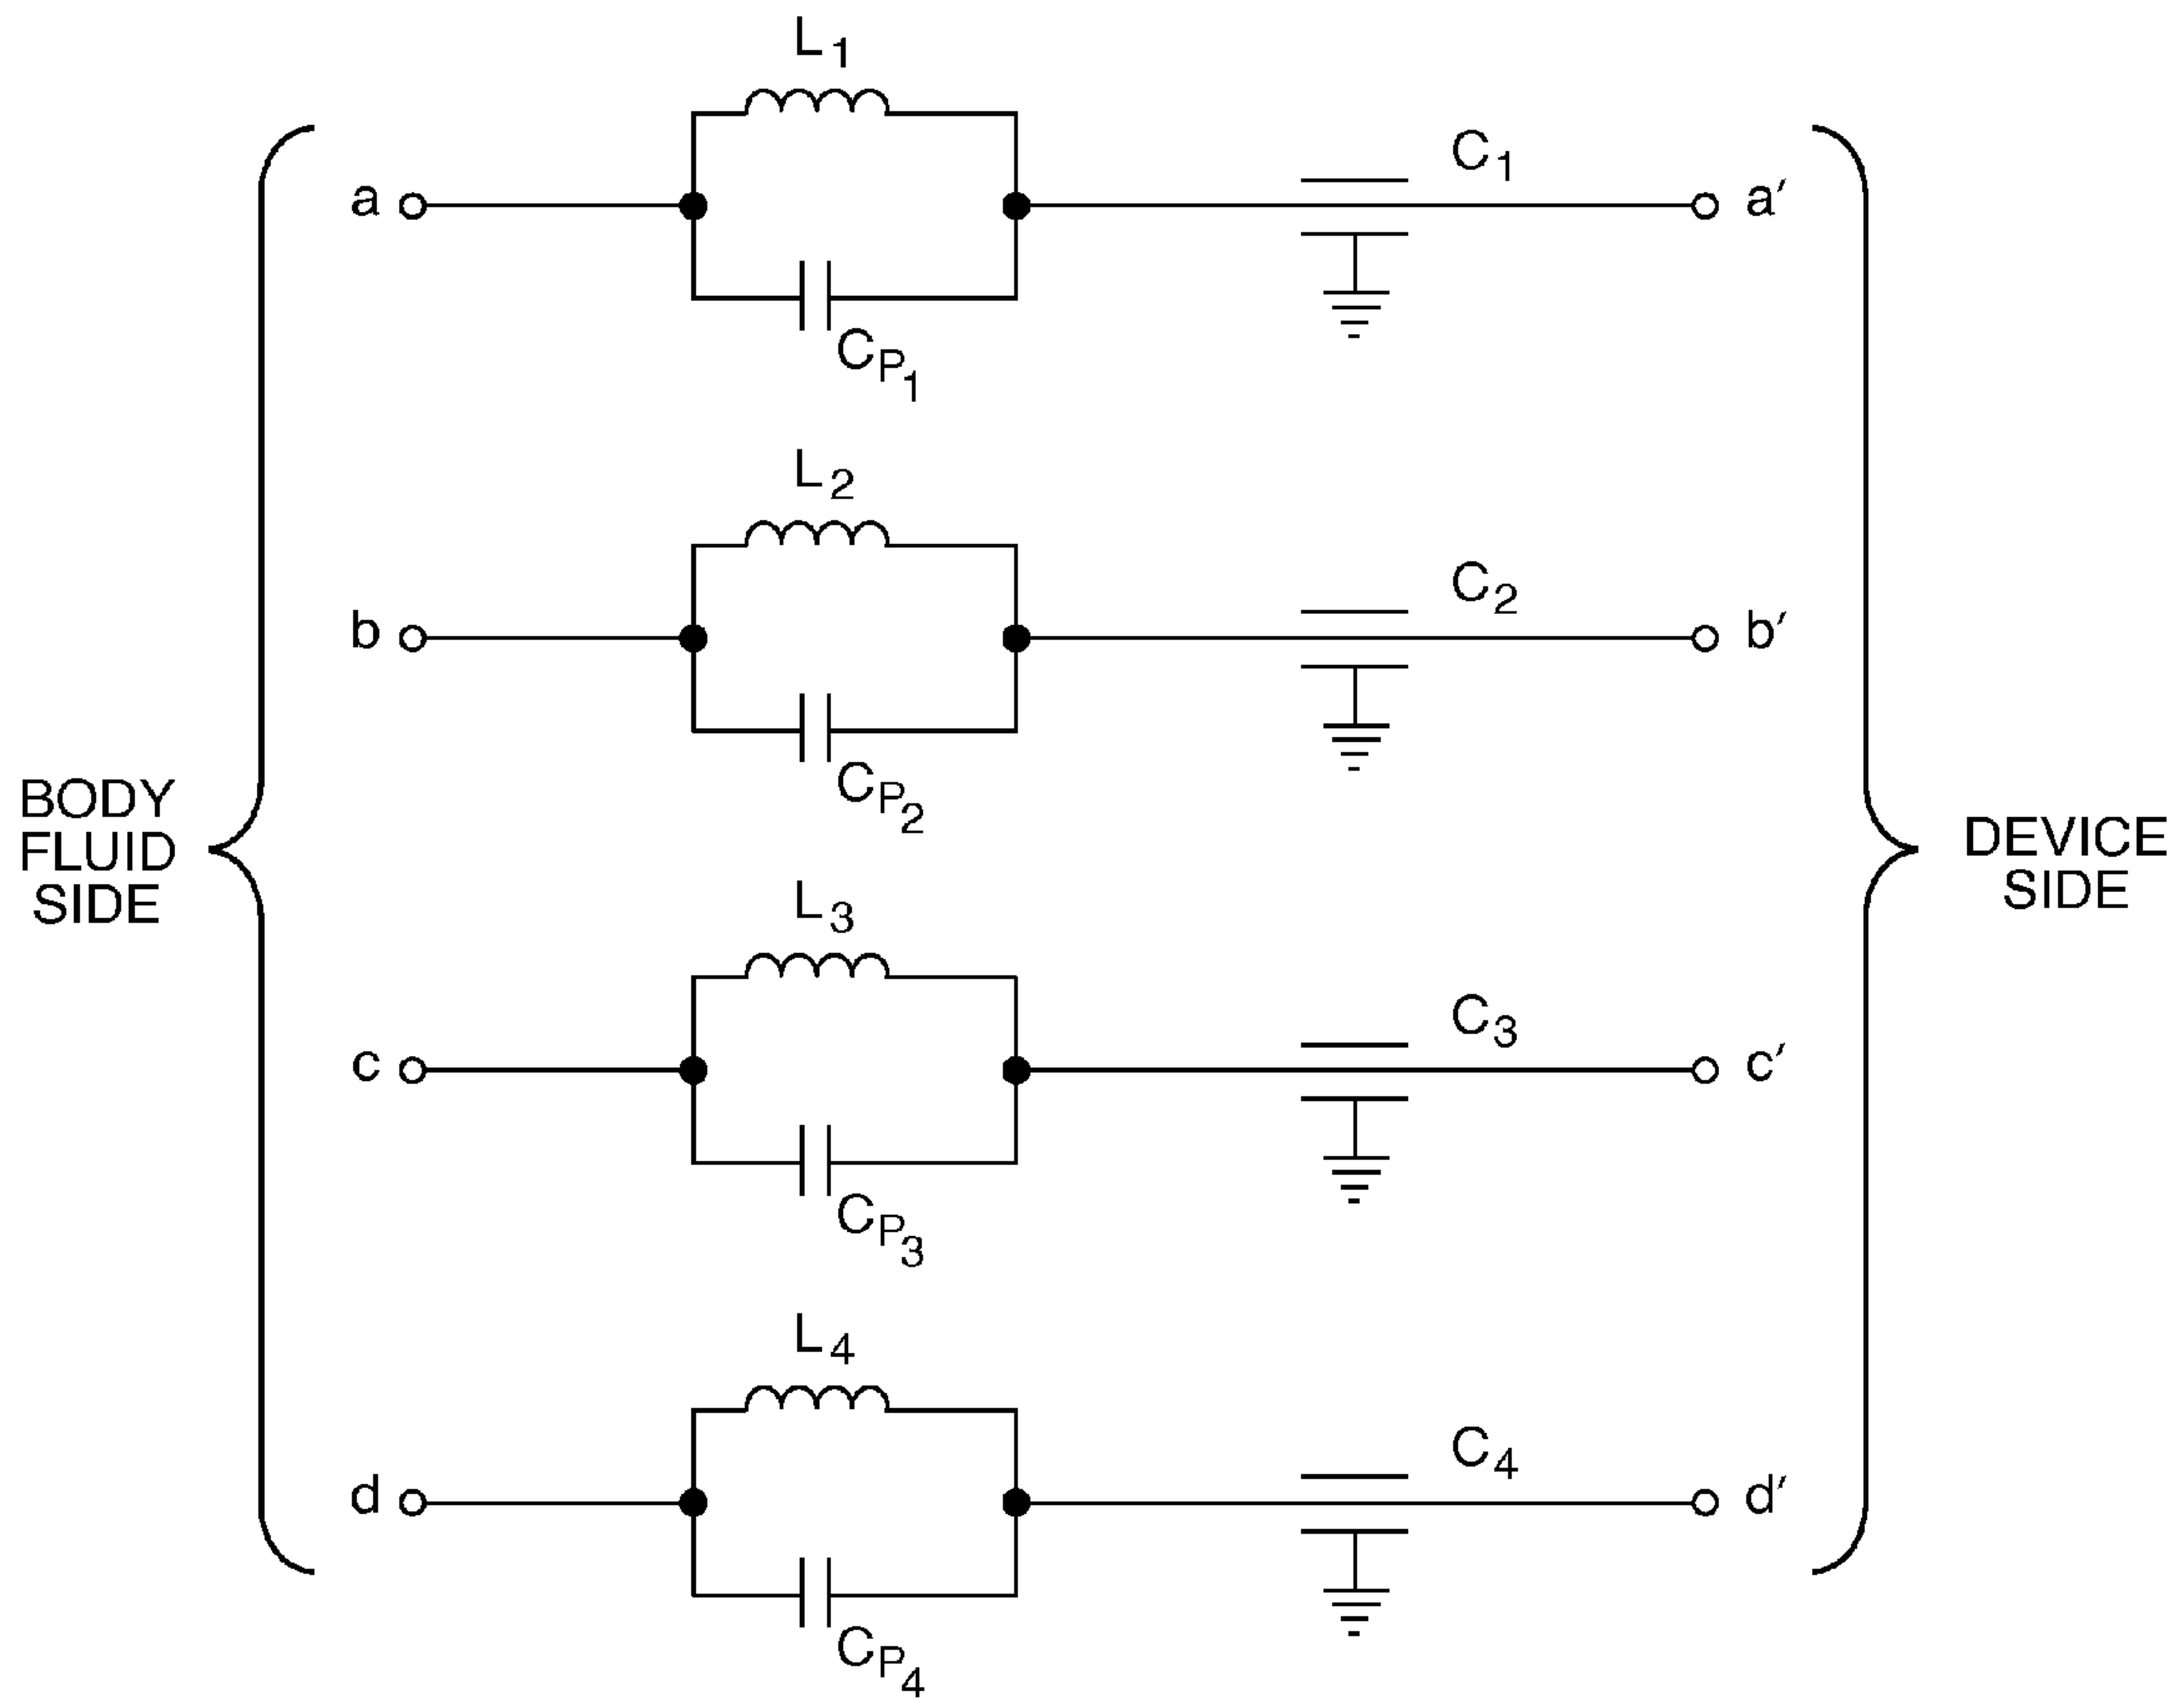 L1
C1
a
a′
CP1
L2
C2
b
b′
CP2
BODY
FLUID
SIDE
DEVICE
SIDE
L3
C3
c
c′
CP3
L4
C4
d
d′
CP4